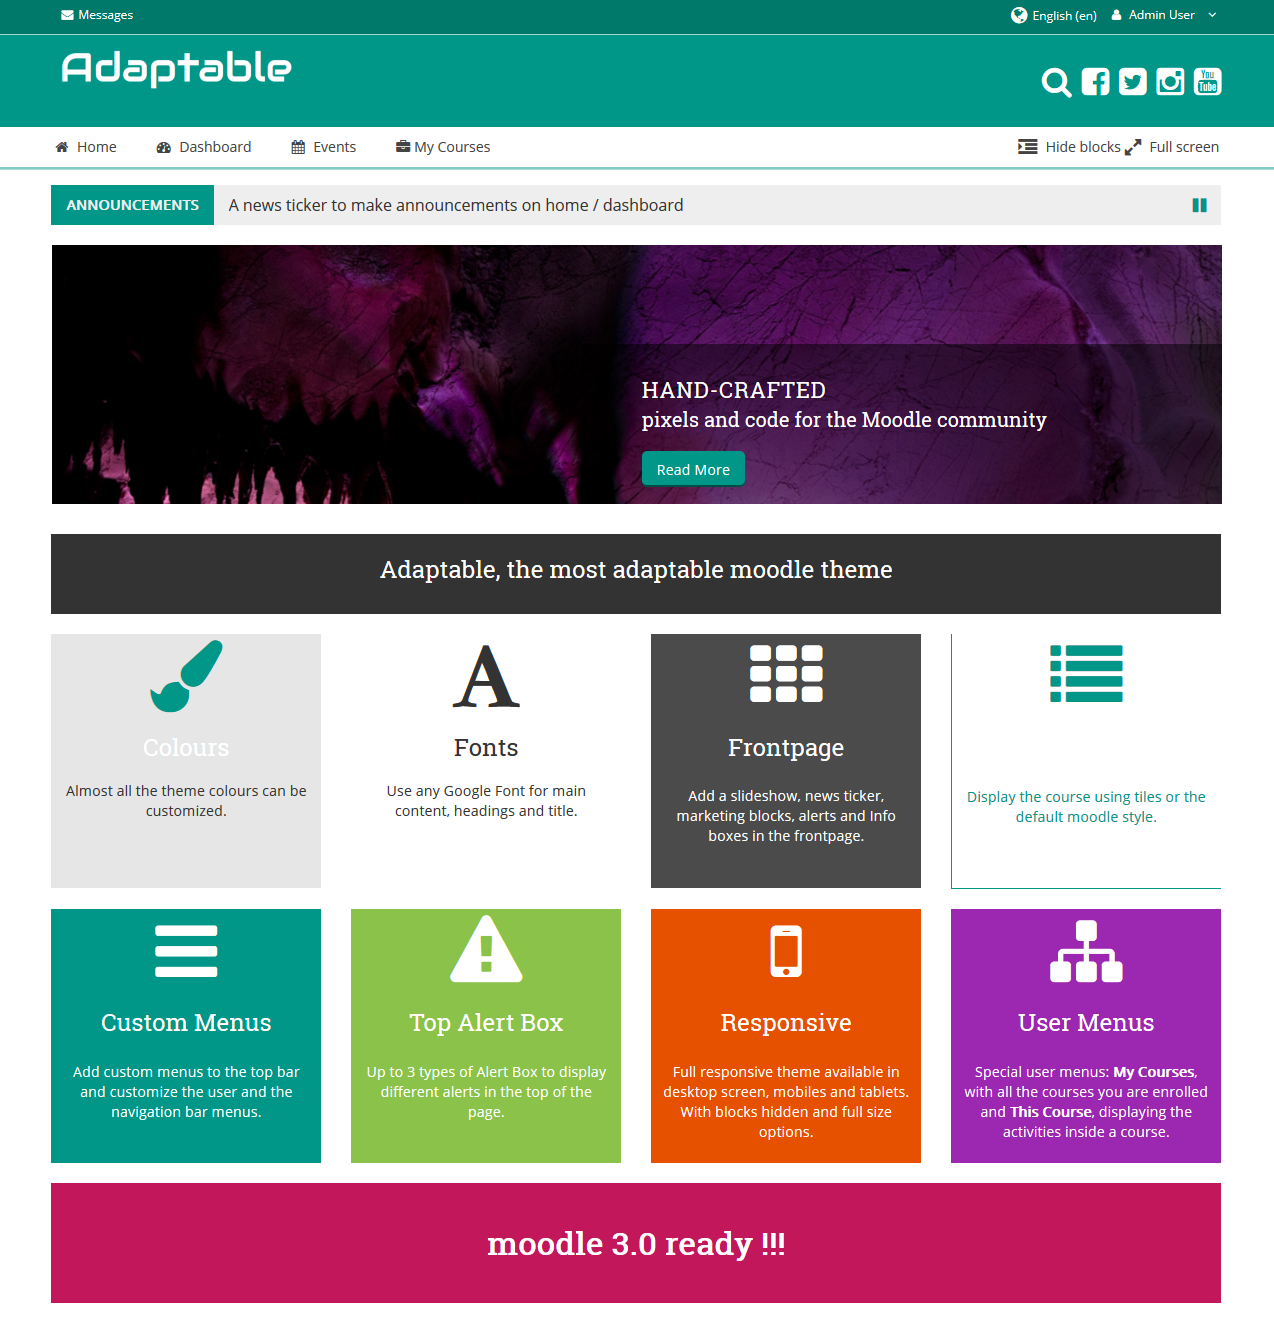 Messages
English (en)
Admin User
Adaptable
You
Tube
Home
Dashboard
Events
My Courses
Hide blocks
Full screen
ANNOUNCEMENTS
A news ticker to make announcements on home / dashboard
HAND-CRAFTED
pixels and code for the Moodle community
Read More
Adaptable, the most adaptable moodle theme
Colours
Almost all the theme colours can be
customized.
A
Fonts
Use any Google Font for main
content, headings and title.
Frontpage
Add a slideshow, news ticker,
marketing blocks, alerts and Info
boxes in the frontpage.
Display the course using tiles or the
default moodle style.
Custom Menus
Add custom menus to the top bar
and customize the user and the
navigation bar menus.
Top Alert Box
Up to 3 types of Alert Box to display
different alerts in the top of the
page.
Responsive
Full responsive theme available in
desktop screen, mobiles and tablets.
With blocks hidden and full size
options.
User Menus
Special user menus: My Courses,
with all the courses you are enrolled
and This Course, displaying the
activities inside a course.
moodle 3.0 ready !!!